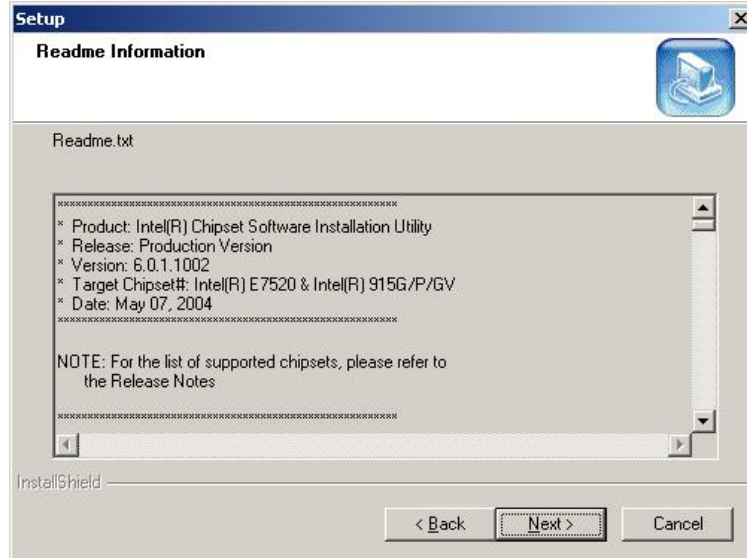 Setup
Readme Information
Readme.txt
*********************************************************
* Product: Intel(R) Chipset Software Installation Utility
* Release: Production Version
* Version: 6.0.1.1002
* Target Chipset#: Intel(R) E7520 & Intel(R) 915G/P/GV
* Date: May 07, 2004
*********************************************************
NOTE: For the list of supported chipsets, please refer to
the Release Notes
*********************************************************
InstallShield
< Back
Next >
Cancel